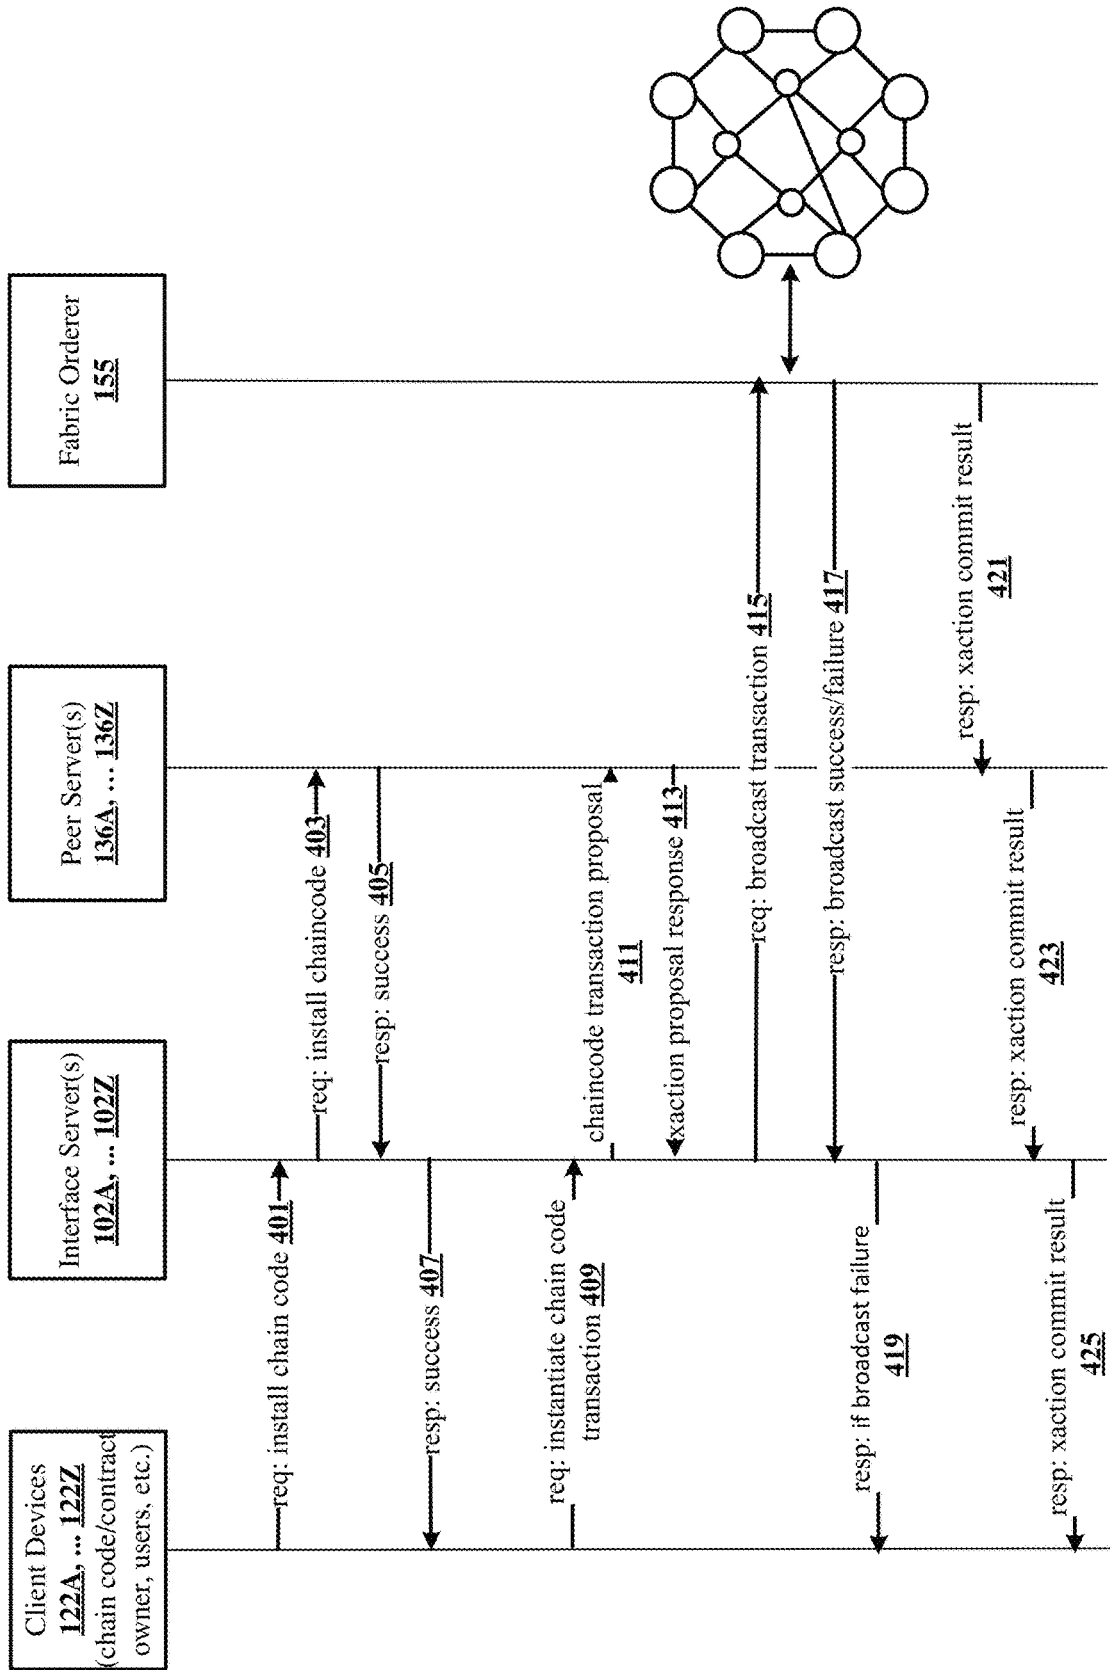 Client Devices
122A, ... 122Z
(chain code/contract
owner, users, etc.)
Interface Server(s)
102A, ... 102Z
Peer Server(s)
136A, ... 136Z
Fabric Orderer
155
req: install chain code 401
req: install chaincode 403
resp: success 405
resp: success 407
req: instantiate chain code
transaction 409
chaincode transaction proposal
411
xaction proposal response 413
req: broadcast transaction 415
resp: broadcast success/failure 417
resp: if broadcast failure
419
resp: xaction commit result
421
resp: xaction commit result
423
resp: xaction commit result
425